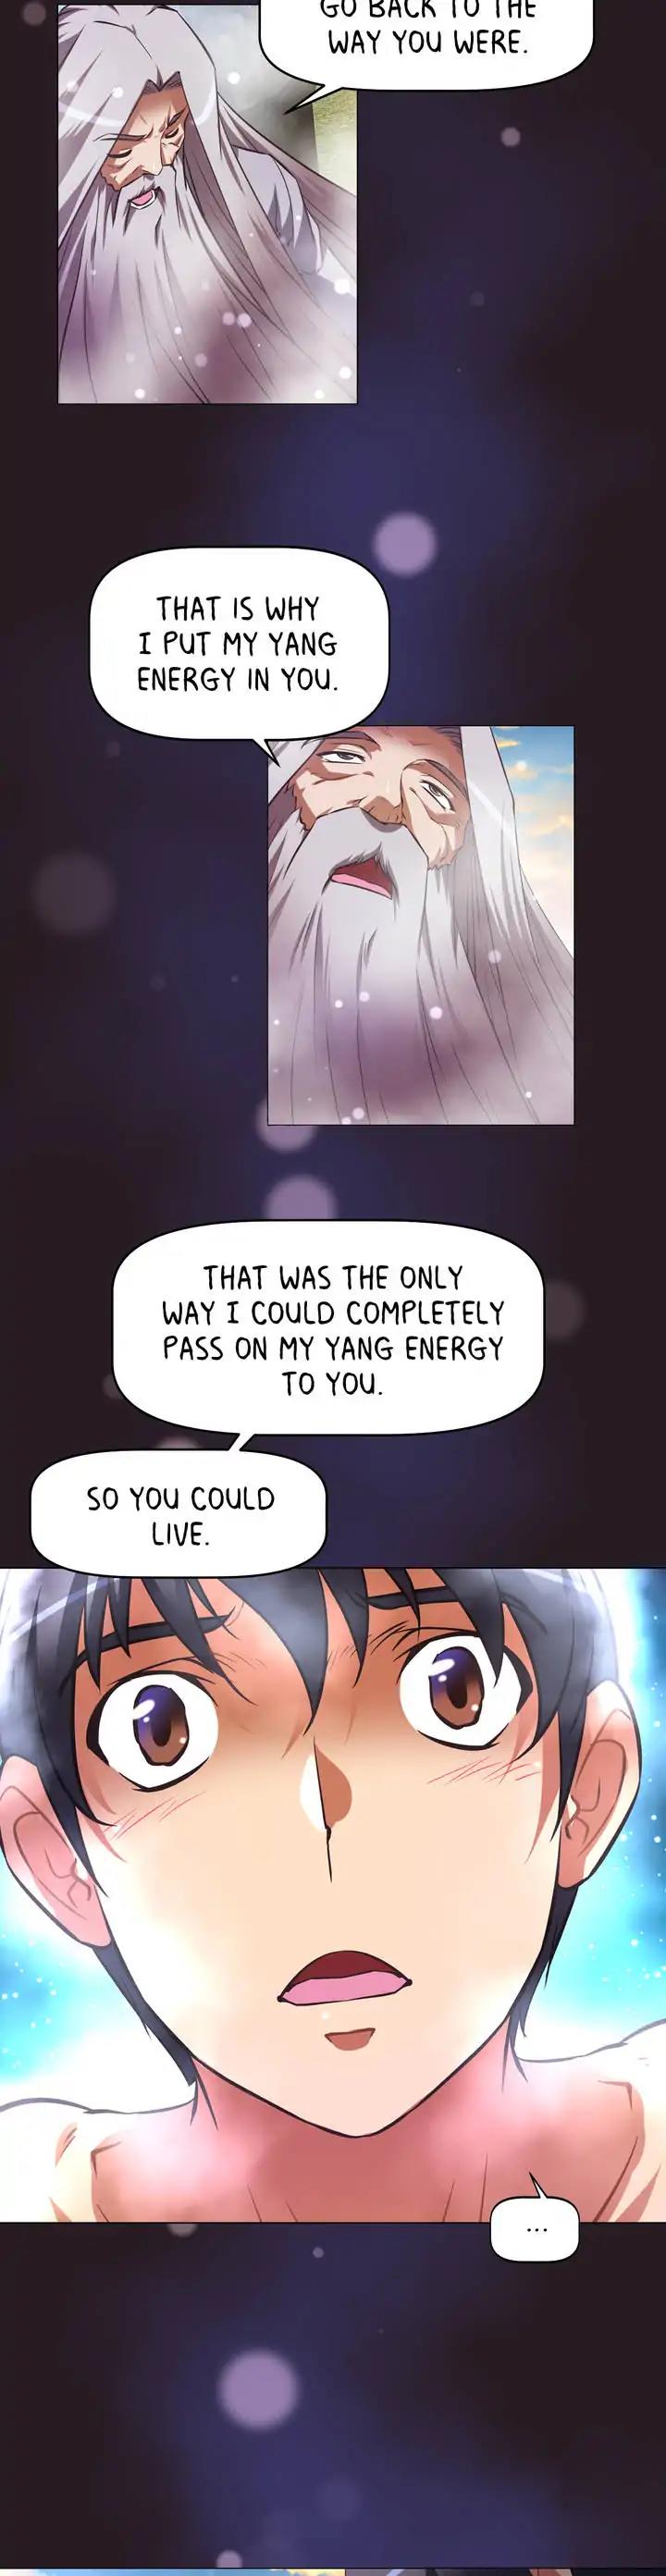 GO BACK TO THE
WAY YOU WERE.
THAT IS WHY
I PUT MY YANG
ENERGY IN YOU.
THAT WAS THE ONLY
WAY I COULD COMPLETELY
PASS ON MY YANG ENERGY
TO YOU.
SO YOU COULD
LIVE.
...